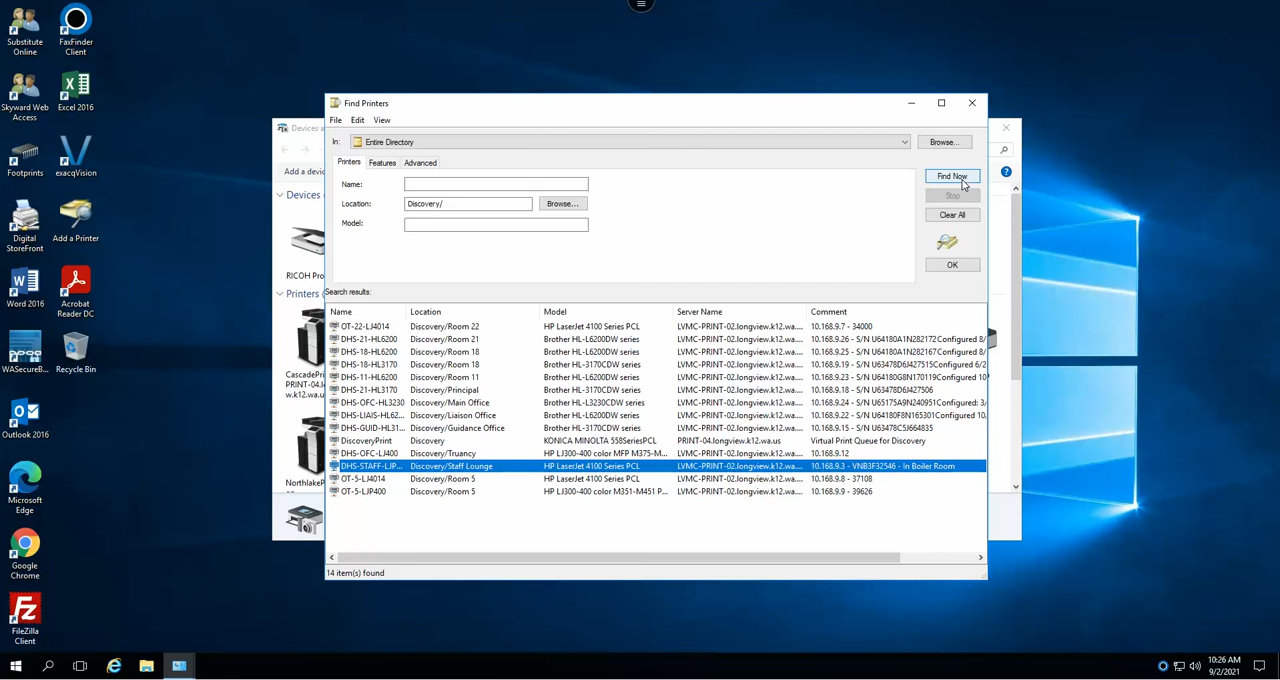 Substitute Online
FaxFinder Client
Skyward Web Access
Excel 2016
Footprints
exacqVision
Digital StoreFront
Add a Printer
Word 2016
Acrobat Reader DC
WASecureB...
Recycle Bin
Outlook 2016
Microsoft Edge
Google Chrome
FileZilla Client
Devices a
Add a devic
Devices
RICOH Pro
Printers (
CascadePrin
PRINT-04.l
w.k12.wa.
Northlake
Find Printers
File Edit View
In: Entire Directory Browse...
Printers Features Advanced
Name:
Location: Discovery/ Browse...
Model:
Find Now
Stop
Clear All
OK
Search results:
Name Location Model Server Name Comment
OT-22-LJ4014 Discovery/Room 22 HP LaserJet 4100 Series PCL LVMC-PRINT-02.longview.k12.wa.... 10.168.9.7 - 34000
DHS-21-HL6200 Discovery/Room 21 Brother HL-L6200DW series LVMC-PRINT-02.longview.k12.wa.... 10.168.9.26 - S/N U64180A1N282172Configured 8/
DHS-18-HL6200 Discovery/Room 18 Brother HL-L6200DW series LVMC-PRINT-02.longview.k12.wa.... 10.168.9.25 - S/N U64180A1N282167Configured 8/
DHS-18-HL3170 Discovery/Room 18 Brother HL-3170CDW series LVMC-PRINT-02.longview.k12.wa.... 10.168.9.19 - S/N U63478D6J427515Configured 6/2
DHS-11-HL6200 Discovery/Room 11 Brother HL-L6200DW series LVMC-PRINT-02.longview.k12.wa.... 10.168.9.23 - S/N U64180G8N170119Configured 10
DHS-21-HL3170 Discovery/Principal Brother HL-3170CDW series LVMC-PRINT-02.longview.k12.wa.... 10.168.9.20 - S/N U63478D6J427506
DHS-OFC-HL3230 Discovery/Main Office Brother HL-L3230CDW series LVMC-PRINT-02.longview.k12.wa.... 10.168.9.24 - S/N U65175A9N240951Configured: 3/
DHS-LIAIS-HL62... Discovery/Liaison Office Brother HL-L6200DW series LVMC-PRINT-02.longview.k12.wa.... 10.168.9.22 - S/N U64180F8N165301Configured 10,
DHS-GUID-HL31... Discovery/Guidance Office Brother HL-3170CDW series LVMC-PRINT-02.longview.k12.wa.... 10.168.9.15 - S/N U63478C5J664835
DiscoveryPrint Discovery KONICA MINOLTA 558SeriesPCL PRINT-04.longview.k12.wa.us Virtual Print Queue for Discovery
DHS-OFC-LJ400 Discovery/Truancy HP LJ300-400 color MFP M375-M... LVMC-PRINT-02.longview.k12.wa.... 10.168.9.12
DHS-STAFF-LJP... Discovery/Staff Lounge HP LaserJet 4100 Series PCL LVMC-PRINT-02.longview.k12.wa.... 10.168.9.3 - VNB3F32546 - In Boiler Room
OT-5-LJ4014 Discovery/Room 5 HP LaserJet 4100 Series PCL LVMC-PRINT-02.longview.k12.wa.... 10.168.9.8 - 37108
OT-5-LJP400 Discovery/Room 5 HP LJ300-400 color M351-M451 P... LVMC-PRINT-02.longview.k12.wa.... 10.168.9.9 - 39626
14 item(s) found
10:26 AM
9/2/2021